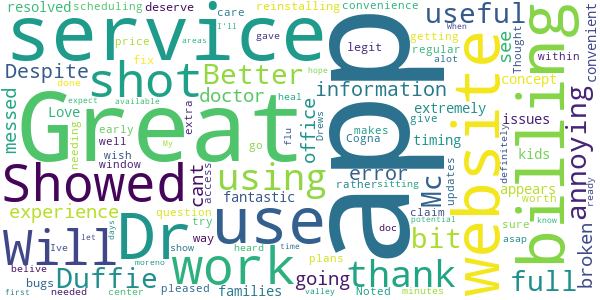 resolved scheduling deserve care reinstalling convenience
service
useful
legit getting regular alot
When I'll
see Thought convenient
price gave areas
Despite shot Better
fix
information
concept within
messed
doctor heal
Love done extra
expect available
Great
app
website
billing
annoying
office
hope
flu Drews Cogna makes give
extremely
timing
issues
definitely
kids
needing early well
My
go
wish window
Showed
cant access
using
error
rather sitting
Mc
updates
appears
claim worth
experience
fantastic
question try
use
bit
sure
know
broken
ready
will
Dr
Ive let days show way heard time plans
potential
doc
asap
belive bugs
Duffie
pleased families
work
going
thank
full
first needed center moreno valley Noted minutes